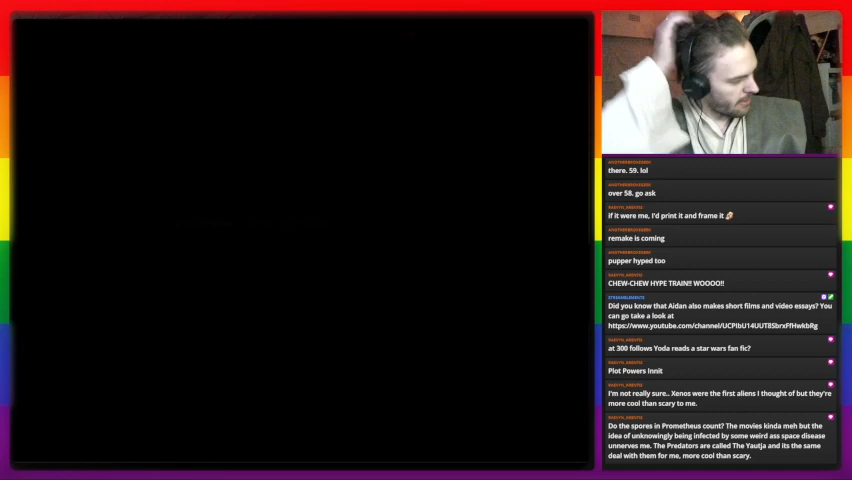 ANOTHERBROKEGEEK
there. 59. lol
ANOTHERBROKEGEEK
over 58. go ask
if it were me, I'd print it and frame it
ANOTHERBROKEGEEK
remake is coming
ANOTHERBROKEGEEK
pupper hyped too
CHEW-CHEW HYPE TRAIN!! WOOOO!!
STREAMELEMENTS
Did you know that Aidan also makes short films and video essays? You
can go take a look at
at 300 follows Yoda reads a star wars fan fic?
Plot Powers Innit
I'm not really sure.. Xenos were the first aliens I thought of but they're
more cool than scary to me.
Do the spores in Prometheus count? The movies kinda meh but the
idea of unknowingly being infected by some weird ass space disease
unnerves me. The Predators are called The Yautja and its the same
deal with them for me, more cool than scary.